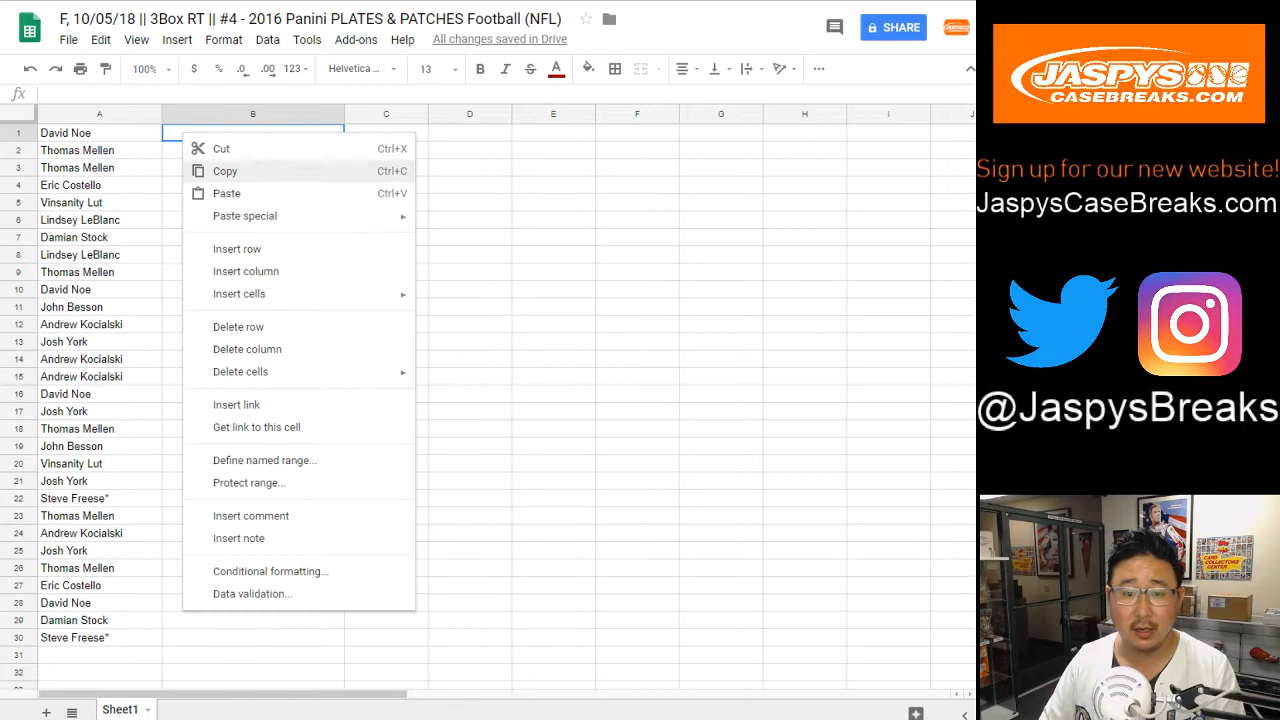 F, 10/05/18 || 3Box RT || #4 - 2016 Panini PLATES & PATCHES Football (NFL)
SHARE
File Edit View Insert Data Tools Add-ons Help All changes saved in Drive
100% $ % .0 .00 123 Helvetica ... 13 B I S A
fx
A B C D E F G H I J
1 David Noe
2 Thomas Mellen
3 Thomas Mellen
4 Eric Costello
5 Vinsanity Lut
6 Lindsey LeBlanc
7 Damian Stock
8 Lindsey LeBlanc
9 Thomas Mellen
10 David Noe
11 John Besson
12 Andrew Kocialski
13 Josh York
14 Andrew Kocialski
15 Andrew Kocialski
16 David Noe
17 Josh York
18 Thomas Mellen
19 John Besson
20 Vinsanity Lut
21 Josh York
22 Steve Freese*
23 Thomas Mellen
24 Andrew Kocialski
25 Josh York
26 Thomas Mellen
27 Eric Costello
28 David Noe
29 Damian Stock
30 Steve Freese*
31
32
Cut Ctrl+X
Copy Ctrl+C
Paste Ctrl+V
Paste special
Insert row
Insert column
Insert cells
Delete row
Delete column
Delete cells
Insert link
Get link to this cell
Define named range...
Protect range...
Insert comment
Insert note
Conditional formatting...
Data validation...
Sheet1
JASPYS
CASEBREAKS.COM
Sign up for our new website!
JaspysCaseBreaks.com
@JaspysBreaks
CARD
COLLECTORS
CENTER